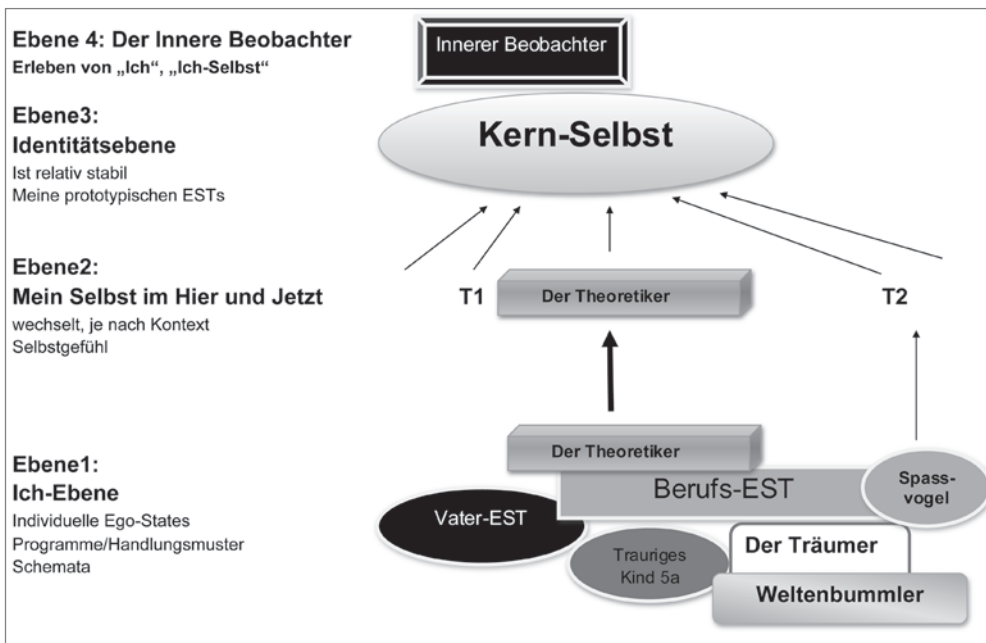 Ebene 4: Der Innere Beobachter
Erleben von „Ich“, „Ich-Selbst“
Innerer Beobachter
Ebene3:
Identitätsebene
Ist relativ stabil
Meine prototypischen ESTs
Kern-Selbst
Ebene2:
Mein Selbst im Hier und Jetzt
wechselt, je nach Kontext
Selbstgefühl
T1
Der Theoretiker
T2
Ebene1:
Ich-Ebene
Individuelle Ego-States
Programme/Handlungsmuster
Schemata
Der Theoretiker
Berufs-EST
Spass-
vogel
Vater-EST
Trauriges
Kind 5a
Der Träumer
Weltenbummler